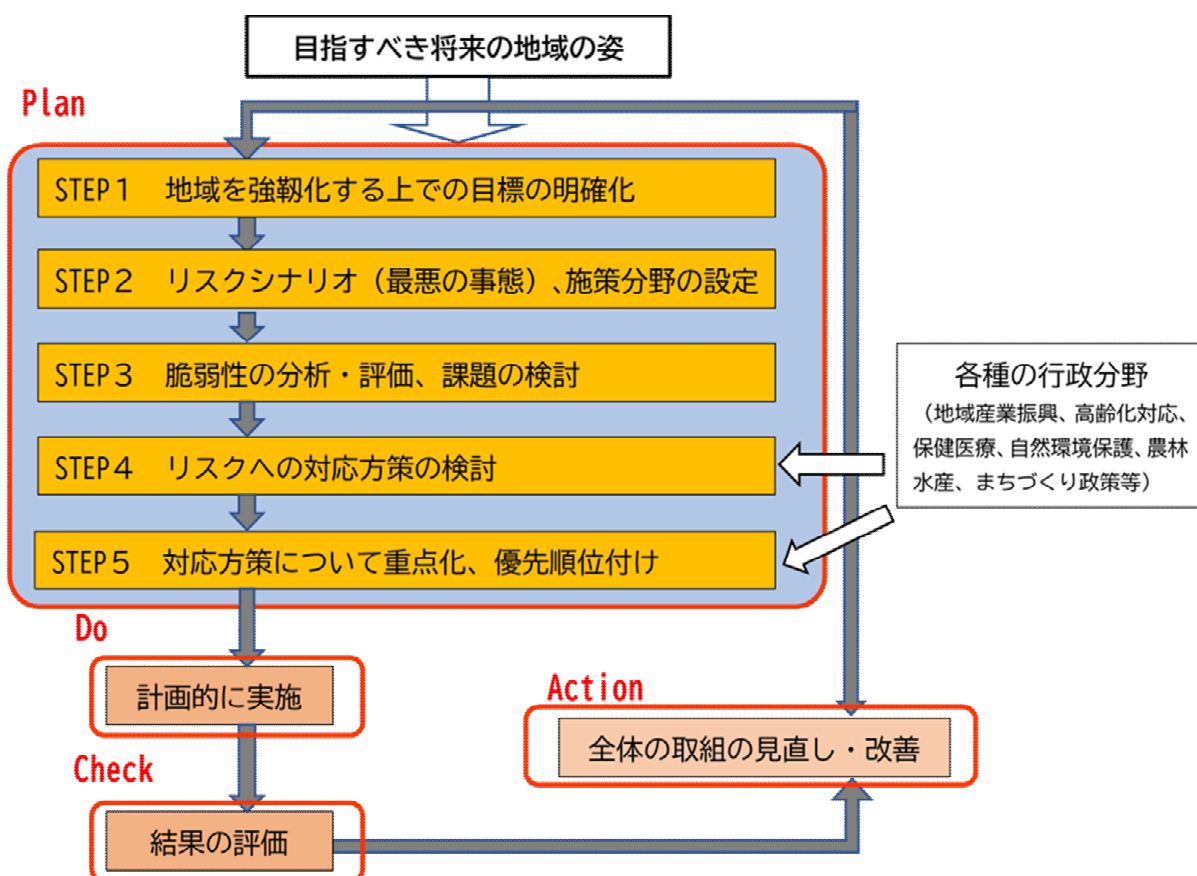 目指すべき将来の地域の姿
Plan
STEP1 地域を強靱化する上での目標の明確化
STEP2 リスクシナリオ（最悪の事態）、施策分野の設定
STEP3 脆弱性の分析・評価、課題の検討
STEP4 リスクへの対応方策の検討
STEP5 対応方策について重点化、優先順位付け
各種の行政分野
（地域産業振興、高齢化対応、
保健医療、自然環境保護、農林
水産、まちづくり政策等）
Do
計画的に実施
Action
全体の取組の見直し・改善
Check
結果の評価